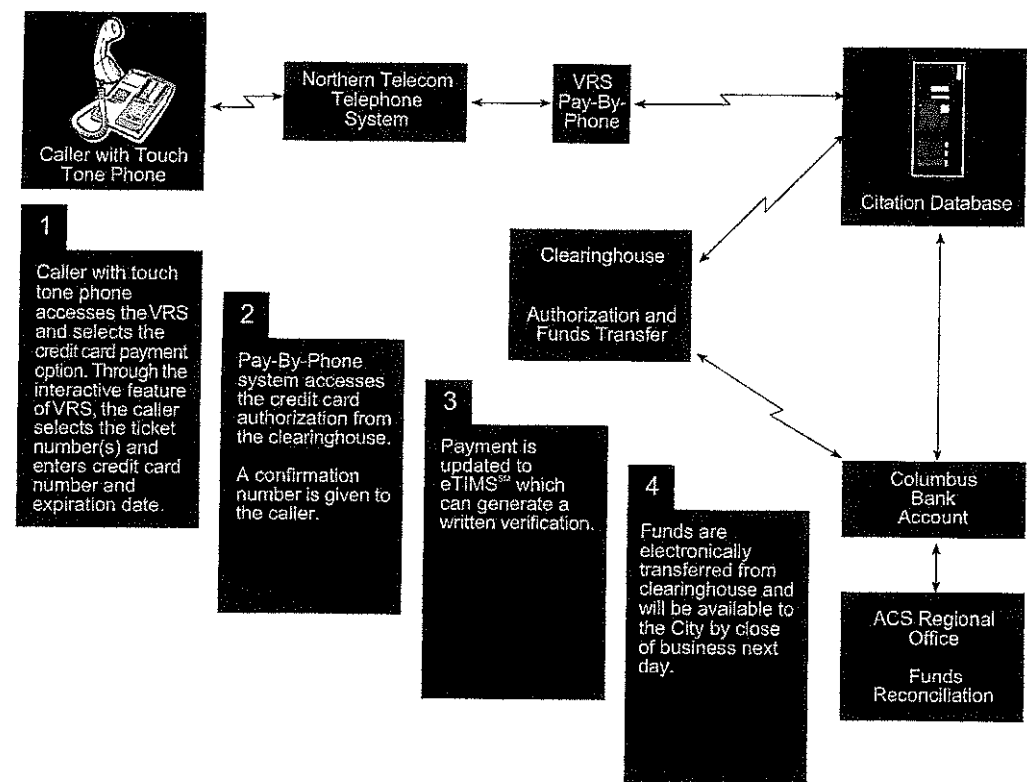 Caller with Touch
Tone Phone
Northern Telecom
Telephone
System
VRS
Pay-By-
Phone
Citation Database
Clearinghouse
Authorization and
Funds Transfer
Columbus
Bank
Account
ACS Regional
Office
Funds
Reconciliation
1
Caller with touch
tone phone
accesses the VRS
and selects the
credit card payment
option. Through the
interactive feature
of VRS, the caller
selects the ticket
number(s) and
enters credit card
number and
expiration date.
2
Pay-By-Phone
system accesses
the credit card
authorization from
the clearinghouse.
A confirmation
number is given to
the caller.
3
Payment is
updated to
eTIMS℠ which
can generate a
written verification.
4
Funds are
electronically
transferred from
clearinghouse and
will be available to
the City by close
of business next
day.